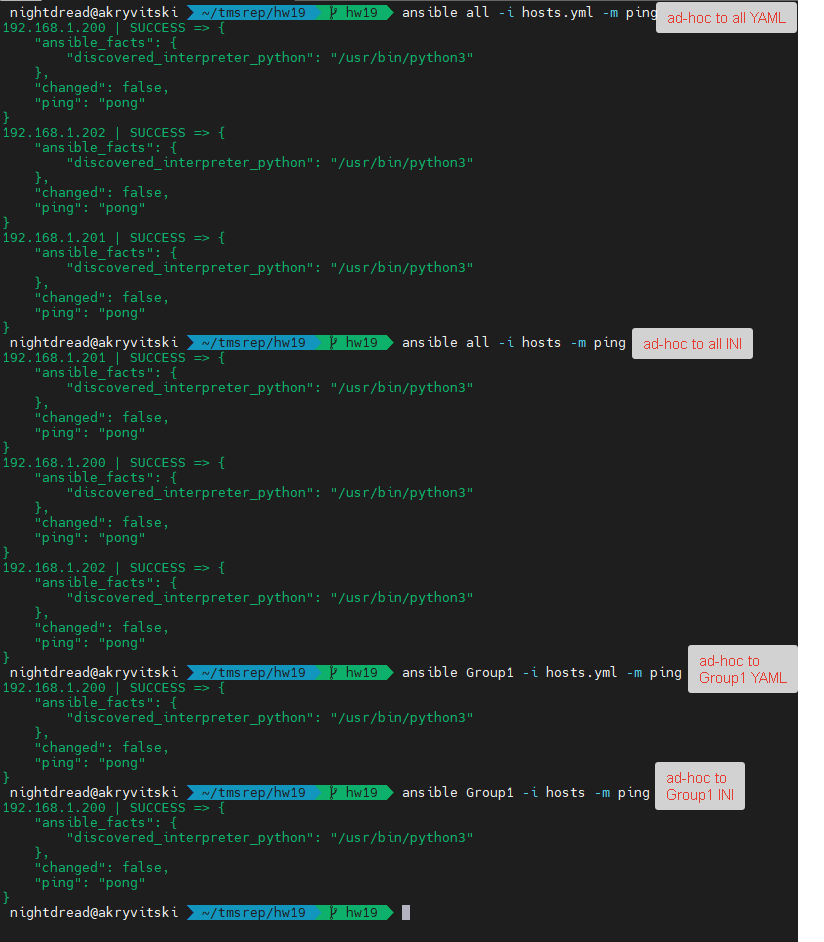 nightdread@akryvitski ~/tmsrep/hw19 hw19 ansible all -i hosts.yml -m ping ad-hoc to all YAML
192.168.1.200 | SUCCESS => {
    "ansible_facts": {
        "discovered_interpreter_python": "/usr/bin/python3"
    },
    "changed": false,
    "ping": "pong"
}
192.168.1.202 | SUCCESS => {
    "ansible_facts": {
        "discovered_interpreter_python": "/usr/bin/python3"
    },
    "changed": false,
    "ping": "pong"
}
192.168.1.201 | SUCCESS => {
    "ansible_facts": {
        "discovered_interpreter_python": "/usr/bin/python3"
    },
    "changed": false,
    "ping": "pong"
}
nightdread@akryvitski ~/tmsrep/hw19 hw19 ansible all -i hosts -m ping ad-hoc to all INI
192.168.1.201 | SUCCESS => {
    "ansible_facts": {
        "discovered_interpreter_python": "/usr/bin/python3"
    },
    "changed": false,
    "ping": "pong"
}
192.168.1.200 | SUCCESS => {
    "ansible_facts": {
        "discovered_interpreter_python": "/usr/bin/python3"
    },
    "changed": false,
    "ping": "pong"
}
192.168.1.202 | SUCCESS => {
    "ansible_facts": {
        "discovered_interpreter_python": "/usr/bin/python3"
    },
    "changed": false,
    "ping": "pong"
}
nightdread@akryvitski ~/tmsrep/hw19 hw19 ansible Group1 -i hosts.yml -m ping
ad-hoc to
Group1 YAML
192.168.1.200 | SUCCESS => {
    "ansible_facts": {
        "discovered_interpreter_python": "/usr/bin/python3"
    },
    "changed": false,
    "ping": "pong"
}
nightdread@akryvitski ~/tmsrep/hw19 hw19 ansible Group1 -i hosts -m ping
ad-hoc to
Group1 INI
192.168.1.200 | SUCCESS => {
    "ansible_facts": {
        "discovered_interpreter_python": "/usr/bin/python3"
    },
    "changed": false,
    "ping": "pong"
}
nightdread@akryvitski ~/tmsrep/hw19 hw19